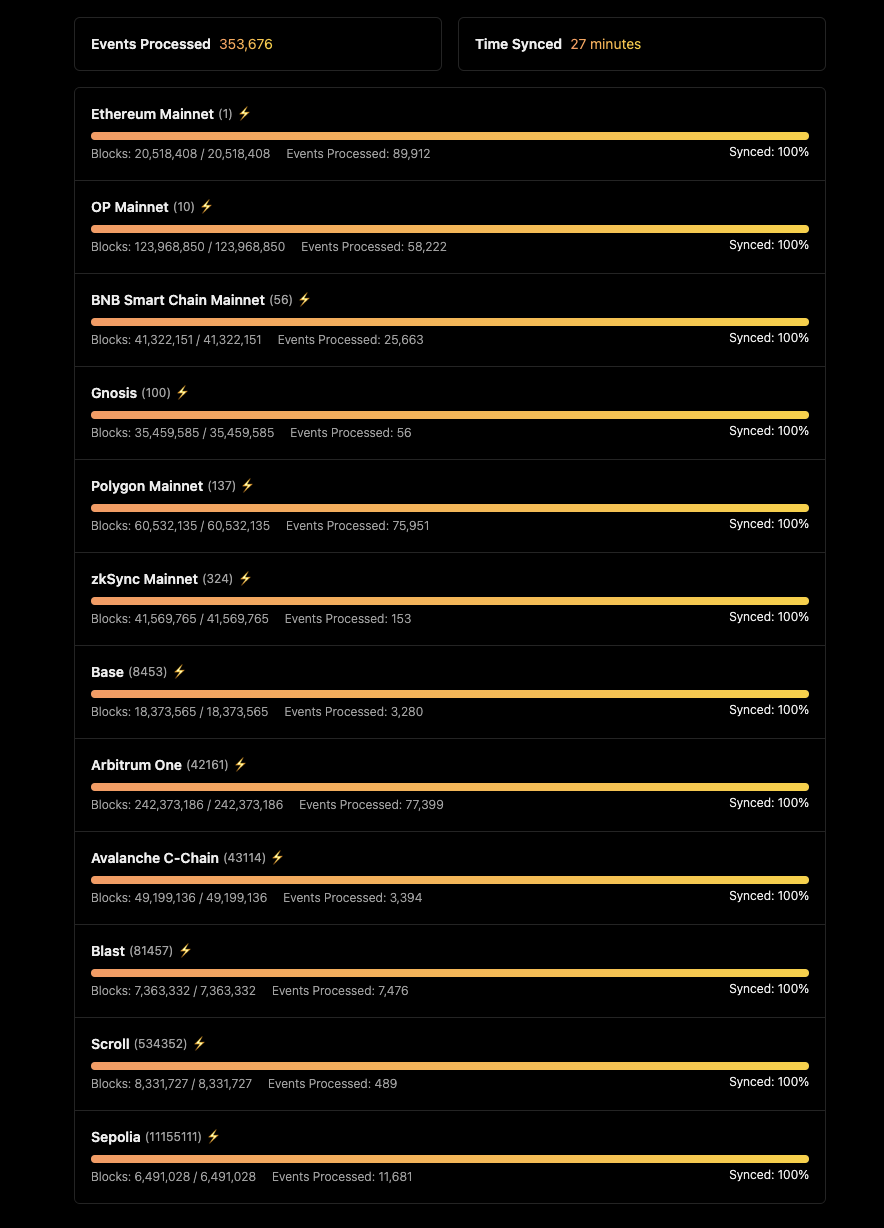 Events Processed 353,676
Time Synced 27 minutes
Ethereum Mainnet (1) ⚡
Blocks: 20,518,408 / 20,518,408 Events Processed: 89,912 Synced: 100%
OP Mainnet (10) ⚡
Blocks: 123,968,850 / 123,968,850 Events Processed: 58,222 Synced: 100%
BNB Smart Chain Mainnet (56) ⚡
Blocks: 41,322,151 / 41,322,151 Events Processed: 25,663 Synced: 100%
Gnosis (100) ⚡
Blocks: 35,459,585 / 35,459,585 Events Processed: 56 Synced: 100%
Polygon Mainnet (137) ⚡
Blocks: 60,532,135 / 60,532,135 Events Processed: 75,951 Synced: 100%
zkSync Mainnet (324) ⚡
Blocks: 41,569,765 / 41,569,765 Events Processed: 153 Synced: 100%
Base (8453) ⚡
Blocks: 18,373,565 / 18,373,565 Events Processed: 3,280 Synced: 100%
Arbitrum One (42161) ⚡
Blocks: 242,373,186 / 242,373,186 Events Processed: 77,399 Synced: 100%
Avalanche C-Chain (43114) ⚡
Blocks: 49,199,136 / 49,199,136 Events Processed: 3,394 Synced: 100%
Blast (81457) ⚡
Blocks: 7,363,332 / 7,363,332 Events Processed: 7,476 Synced: 100%
Scroll (534352) ⚡
Blocks: 8,331,727 / 8,331,727 Events Processed: 489 Synced: 100%
Sepolia (11155111) ⚡
Blocks: 6,491,028 / 6,491,028 Events Processed: 11,681 Synced: 100%